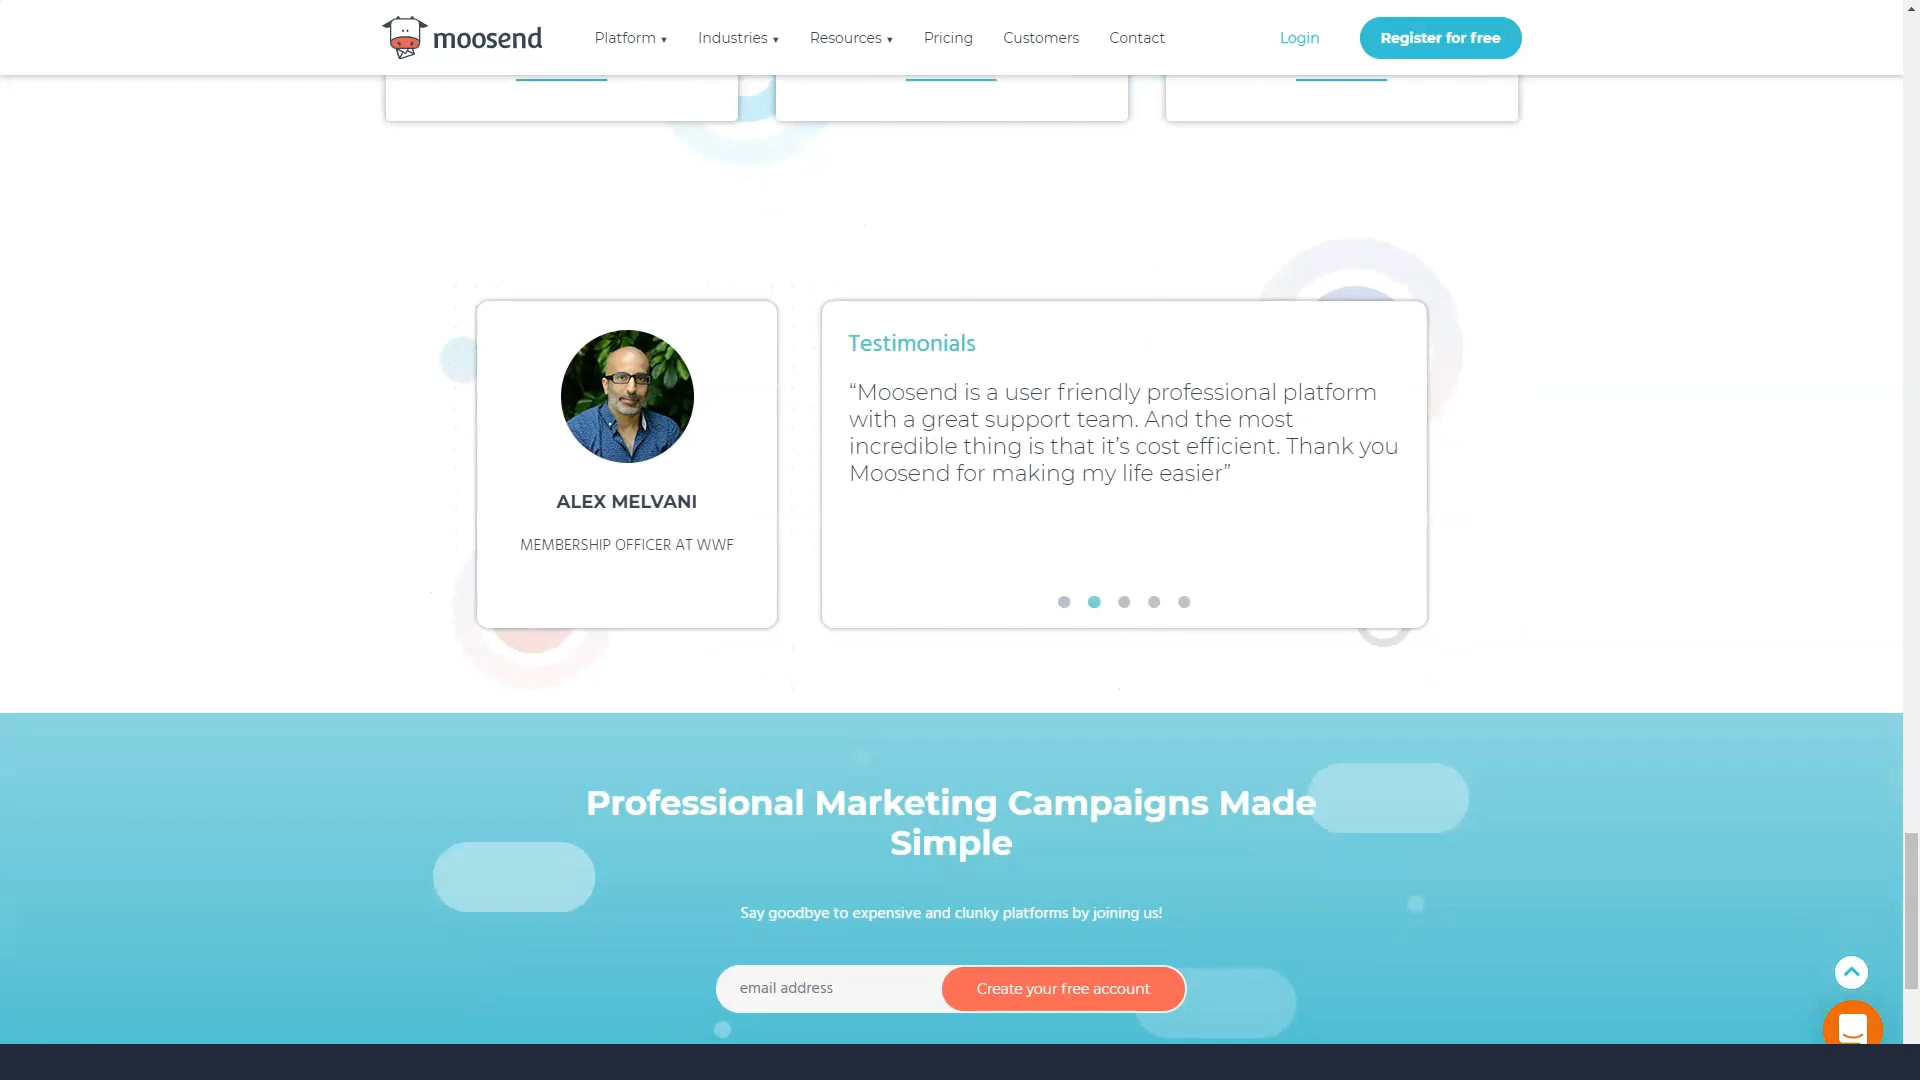 moosend
Platform ▾
Industries ▾
Resources ▾
Pricing
Customers
Contact
Login
Register for free
ALEX MELVANI
MEMBERSHIP OFFICER AT WWF
Testimonials
“Moosend is a user friendly professional platform
with a great support team. And the most
incredible thing is that it’s cost efficient. Thank you
Moosend for making my life easier”
Professional Marketing Campaigns Made
Simple
Say goodbye to expensive and clunky platforms by joining us!
email address
Create your free account